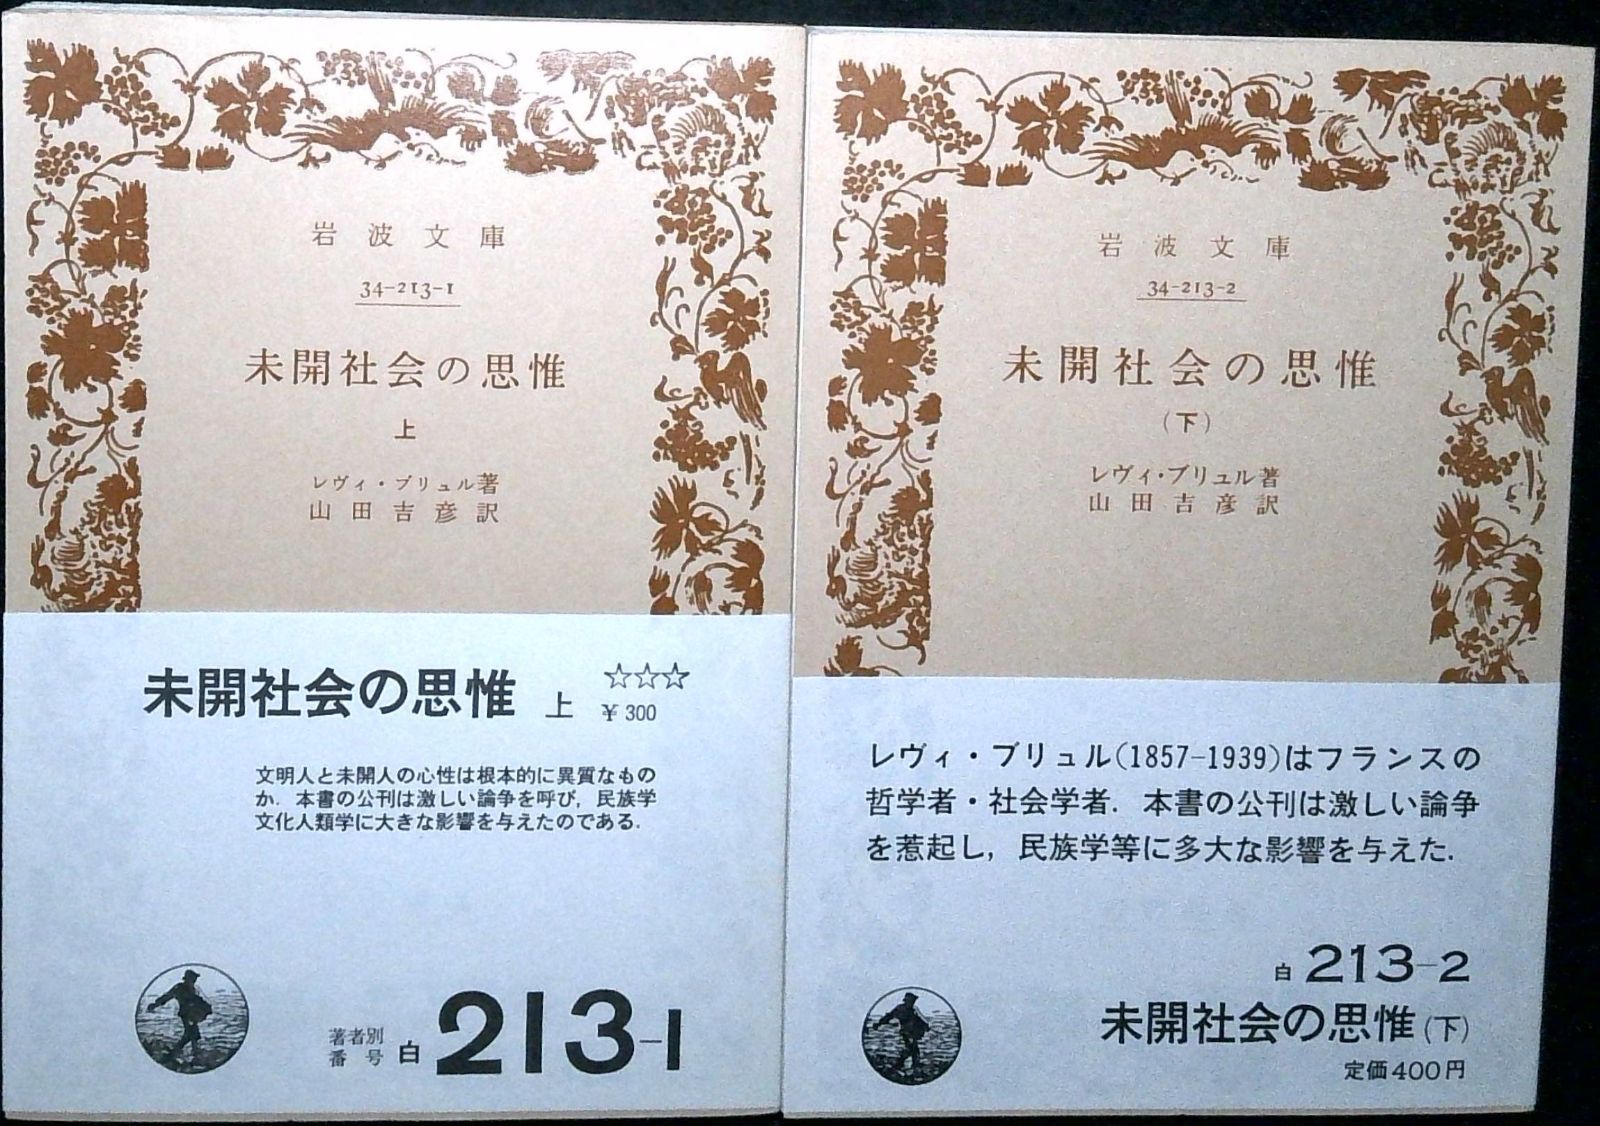 岩波文庫
34-213-1
未開社会の思惟
上
レヴィ・ブリュル著
山田吉彦訳
未開社会の思惟 上 ☆☆☆
¥300
文明人と未開人の心性は根本的に異質なもの
か. 本書の公刊は激しい論争を呼び, 民族学
文化人類学に大きな影響を与えたのである.
著者別
番号 白 213-1
岩波文庫
34-213-2
未開社会の思惟
(下)
レヴィ・ブリュル著
山田吉彦訳
レヴィ・ブリュル(1857-1939)はフランスの
哲学者・社会学者. 本書の公刊は激しい論争
を惹起し, 民族学等に多大な影響を与えた.
白 213-2
未開社会の思惟(下)
定価400円